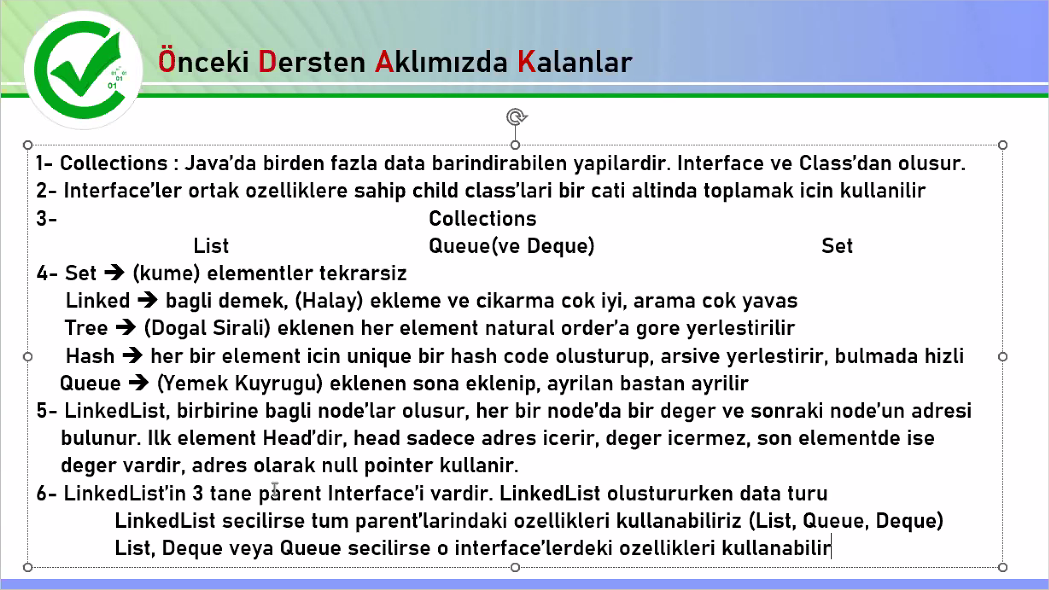 Önceki Dersten Aklımızda Kalanlar
1- Collections : Java'da birden fazla data barindirabilen yapilardir. Interface ve Class'dan olusur.
2- Interface'ler ortak ozelliklere sahip child class'lari bir cati altinda toplamak icin kullanilir
3- Collections
List Queue(ve Deque) Set
4- Set ➔ (kume) elementler tekrarsiz
Linked ➔ bagli demek, (Halay) ekleme ve cikarma cok iyi, arama cok yavas
Tree ➔ (Dogal Sirali) eklenen her element natural order'a gore yerlestirilir
Hash ➔ her bir element icin unique bir hash code olusturup, arsive yerlestirir, bulmada hizli
Queue ➔ (Yemek Kuyrugu) eklenen sona eklenip, ayrilan bastan ayrilir
5- LinkedList, birbirine bagli node'lar olusur, her bir node'da bir deger ve sonraki node'un adresi
bulunur. Ilk element Head'dir, head sadece adres icerir, deger icermez, son elementde ise
deger vardir, adres olarak null pointer kullanir.
6- LinkedList'in 3 tane parent Interface'i vardir. LinkedList olustururken data turu
LinkedList secilirse tum parent'larindaki ozellikleri kullanabiliriz (List, Queue, Deque)
List, Deque veya Queue secilirse o interface'lerdeki ozellikleri kullanabilir